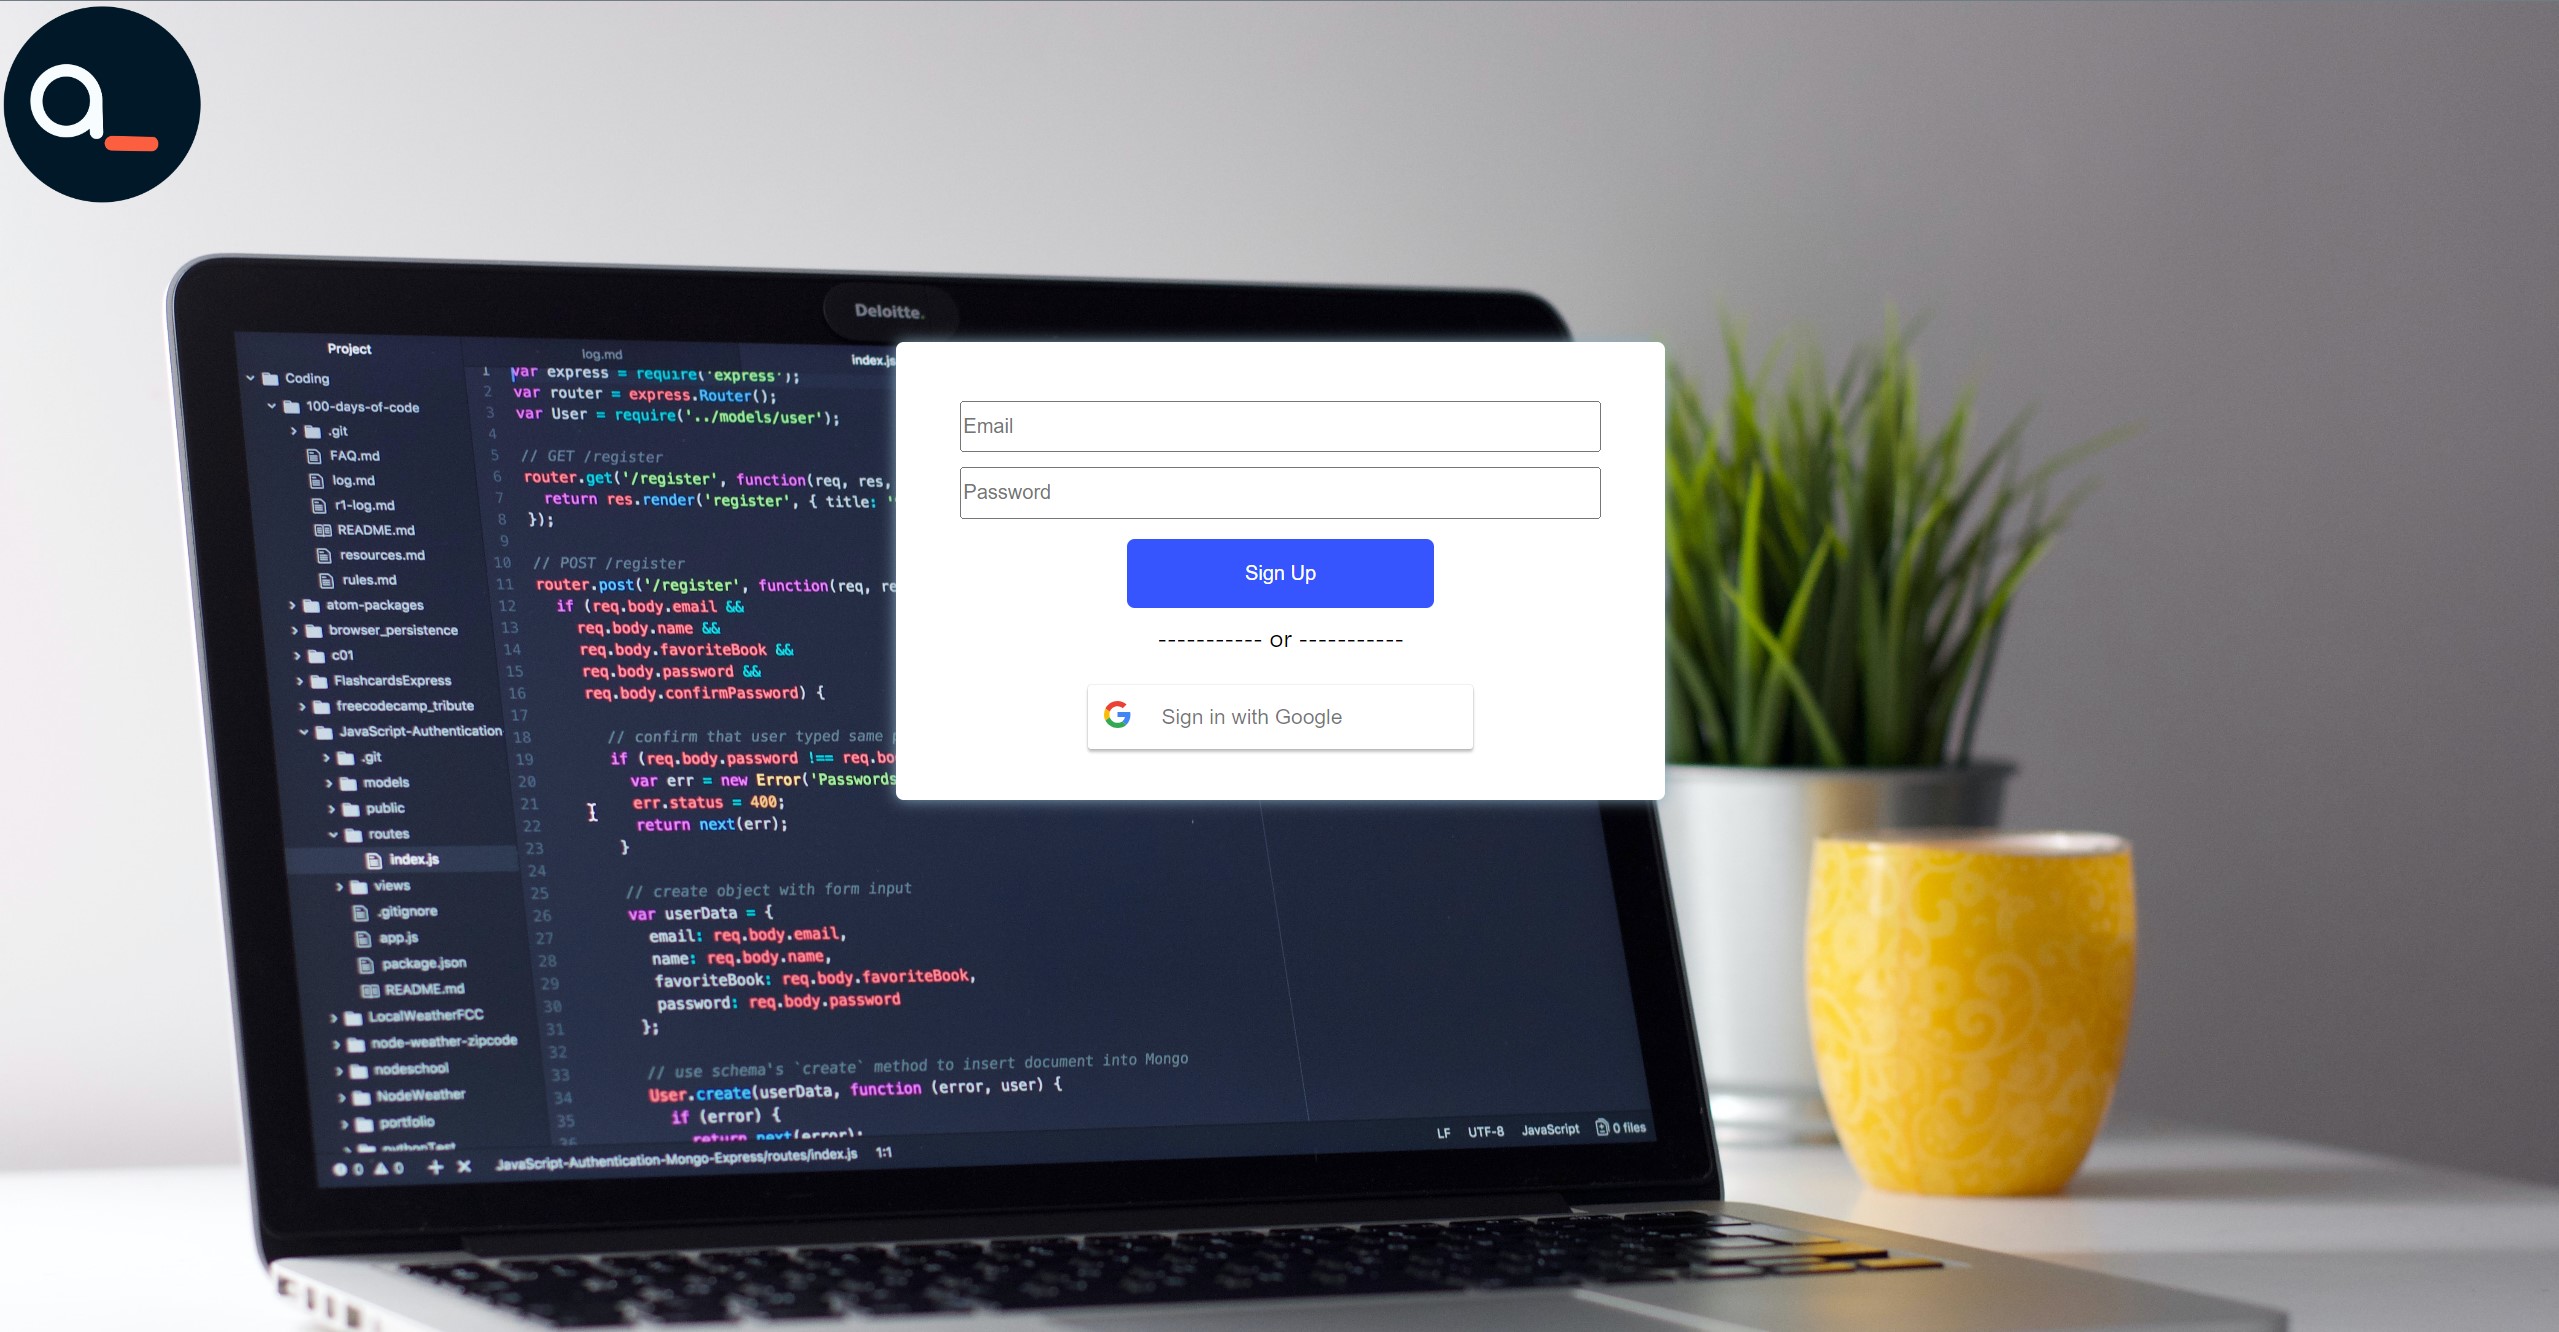 a_
Deloitte.
Project
log.md
index.js
Coding
100-days-of-code
.git
FAQ.md
log.md
r1-log.md
README.md
resources.md
rules.md
atom-packages
browser_persistence
c01
FlashcardsExpress
freecodecamp_tribute
JavaScript-Authentication
.git
models
public
routes
index.js
views
.gitignore
app.js
package.json
README.md
LocalWeatherFCC
node-weather-zipcode
nodeschool
NodeWeather
portfolio
pythonTest
1 var express = require('express');
2 var router = express.Router();
3 var User = require('../models/user');
4
5 // GET /register
6 router.get('/register', function(req, res,
7 return res.render('register', { title: '
8 });
9
10 // POST /register
11 router.post('/register', function(req, re
12 if (req.body.email &&
13 req.body.name &&
14 req.body.favoriteBook &&
15 req.body.password &&
16 req.body.confirmPassword) {
17
18 // confirm that user typed same p
19 if (req.body.password !== req.bo
20 var err = new Error('Passwords
21 err.status = 400;
22 return next(err);
23 }
24
25 // create object with form input
26 var userData = {
27 email: req.body.email,
28 name: req.body.name,
29 favoriteBook: req.body.favoriteBook,
30 password: req.body.password
31 };
32
33 // use schema's `create` method to insert document into Mongo
34 User.create(userData, function (error, user) {
35 if (error) {
36 return next(error);
0 0 + × JavaScript-Authentication-Mongo-Express/routes/index.js 1:1
LF UTF-8 JavaScript 0 files
Email
Password
Sign Up
----------- or -----------
Sign in with Google